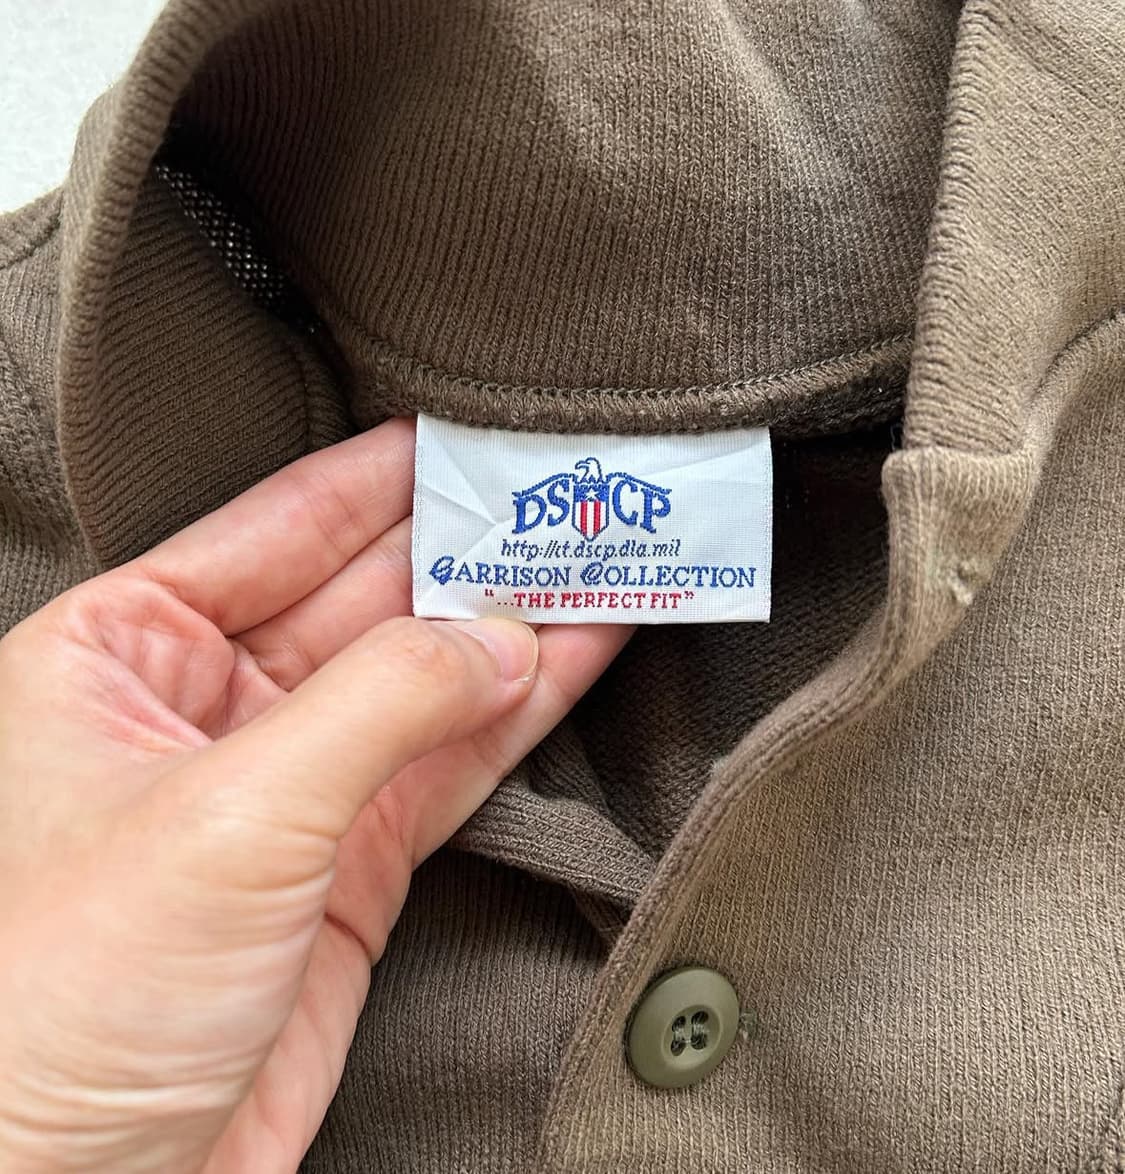 DSCP
http://ct.dscp.dla.mil
GARRISON COLLECTION
"...THE PERFECT FIT"